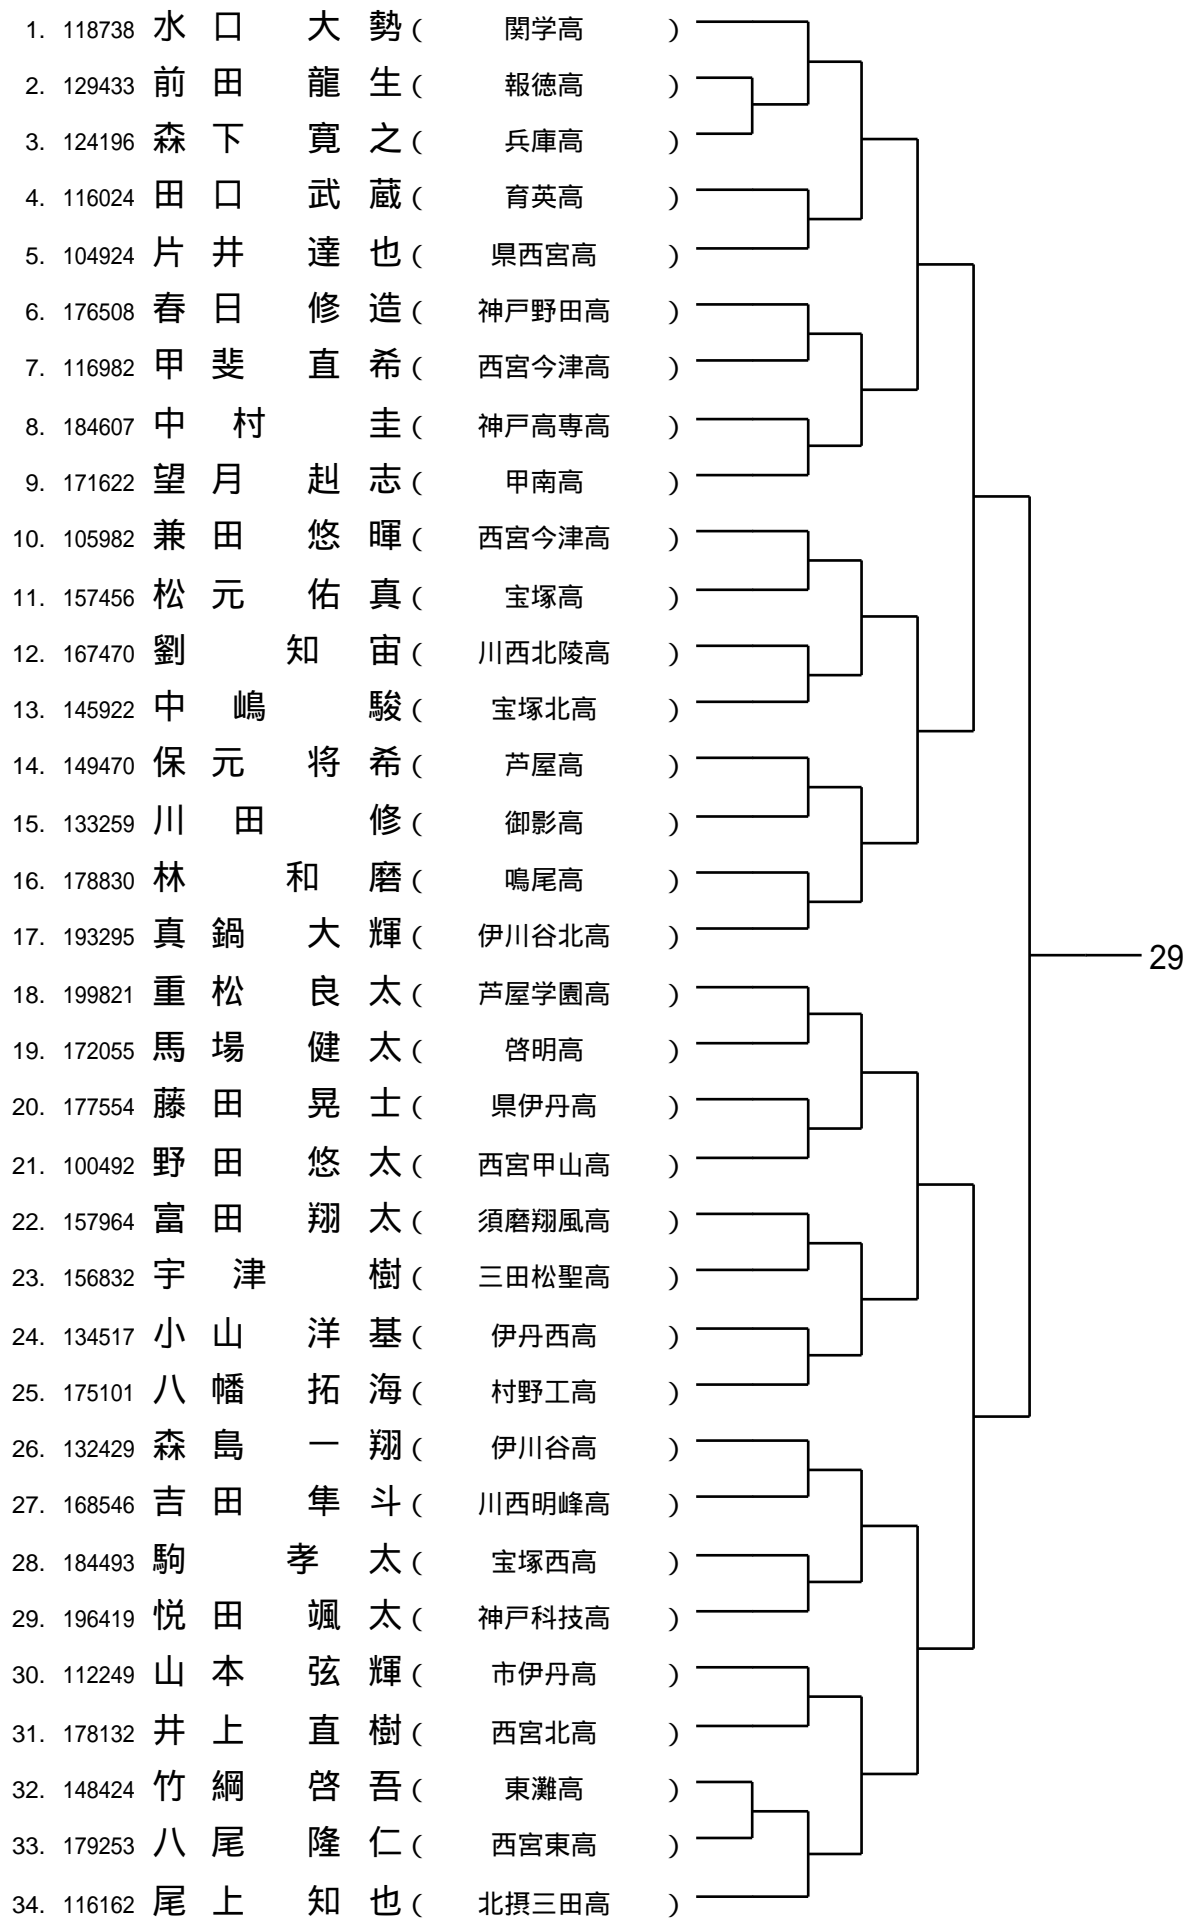 1. 118738 水口 大勢 ( 関学高 )
2. 129433 前田 龍生 ( 報徳高 )
3. 124196 森下 寛之 ( 兵庫高 )
4. 116024 田口 武蔵 ( 育英高 )
5. 104924 片井 達也 ( 県西宮高 )
6. 176508 春日 修造 ( 神戸野田高 )
7. 116982 甲斐 直希 ( 西宮今津高 )
8. 184607 中村 圭 ( 神戸高専高 )
9. 171622 望月 赳志 ( 甲南高 )
10. 105982 兼田 悠暉 ( 西宮今津高 )
11. 157456 松元 佑真 ( 宝塚高 )
12. 167470 劉 知宙 ( 川西北陵高 )
13. 145922 中嶋 駿 ( 宝塚北高 )
14. 149470 保元 将希 ( 芦屋高 )
15. 133259 川田 修 ( 御影高 )
16. 178830 林 和磨 ( 鳴尾高 )
17. 193295 真鍋 大輝 ( 伊川谷北高 )
29
18. 199821 重松 良太 ( 芦屋学園高 )
19. 172055 馬場 健太 ( 啓明高 )
20. 177554 藤田 晃士 ( 県伊丹高 )
21. 100492 野田 悠太 ( 西宮甲山高 )
22. 157964 富田 翔太 ( 須磨翔風高 )
23. 156832 宇津 樹 ( 三田松聖高 )
24. 134517 小山 洋基 ( 伊丹西高 )
25. 175101 八幡 拓海 ( 村野工高 )
26. 132429 森島 一翔 ( 伊川谷高 )
27. 168546 吉田 隼斗 ( 川西明峰高 )
28. 184493 駒 孝太 ( 宝塚西高 )
29. 196419 悦田 颯太 ( 神戸科技高 )
30. 112249 山本 弦輝 ( 市伊丹高 )
31. 178132 井上 直樹 ( 西宮北高 )
32. 148424 竹綱 啓吾 ( 東灘高 )
33. 179253 八尾 隆仁 ( 西宮東高 )
34. 116162 尾上 知也 ( 北摂三田高 )